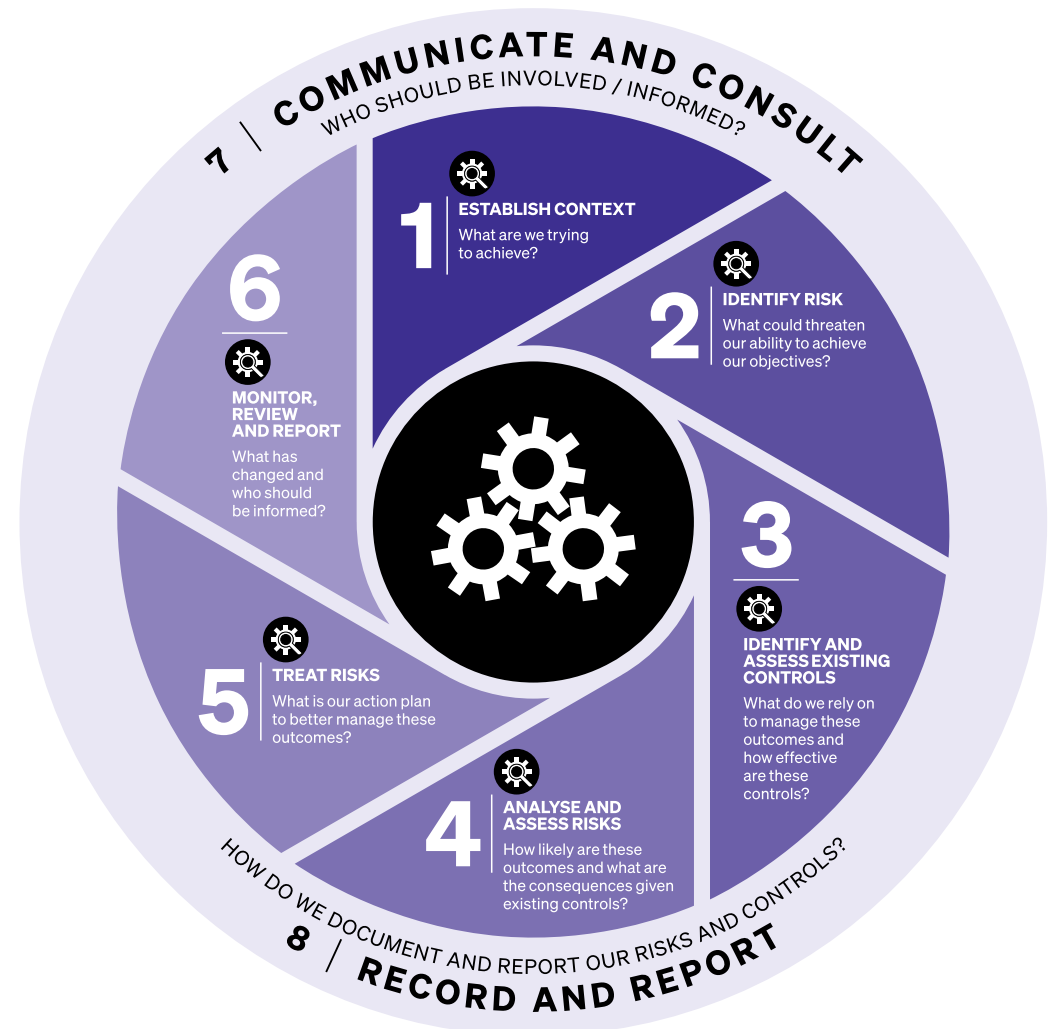 7 | COMMUNICATE AND CONSULT
WHO SHOULD BE INVOLVED / INFORMED?
1
ESTABLISH CONTEXT
What are we trying
to achieve?
2
IDENTIFY RISK
What could threaten
our ability to achieve
our objectives?
3
IDENTIFY AND
ASSESS EXISTING
CONTROLS
What do we rely on
to manage these
outcomes and
how effective
are these
controls?
4
ANALYSE AND
ASSESS RISKS
How likely are these
outcomes and what are
the consequences given
existing controls?
5
TREAT RISKS
What is our action plan
to better manage these
outcomes?
6
MONITOR,
REVIEW
AND REPORT
What has
changed and
who should
be informed?
HOW DO WE DOCUMENT AND REPORT OUR RISKS AND CONTROLS?
8 | RECORD AND REPORT